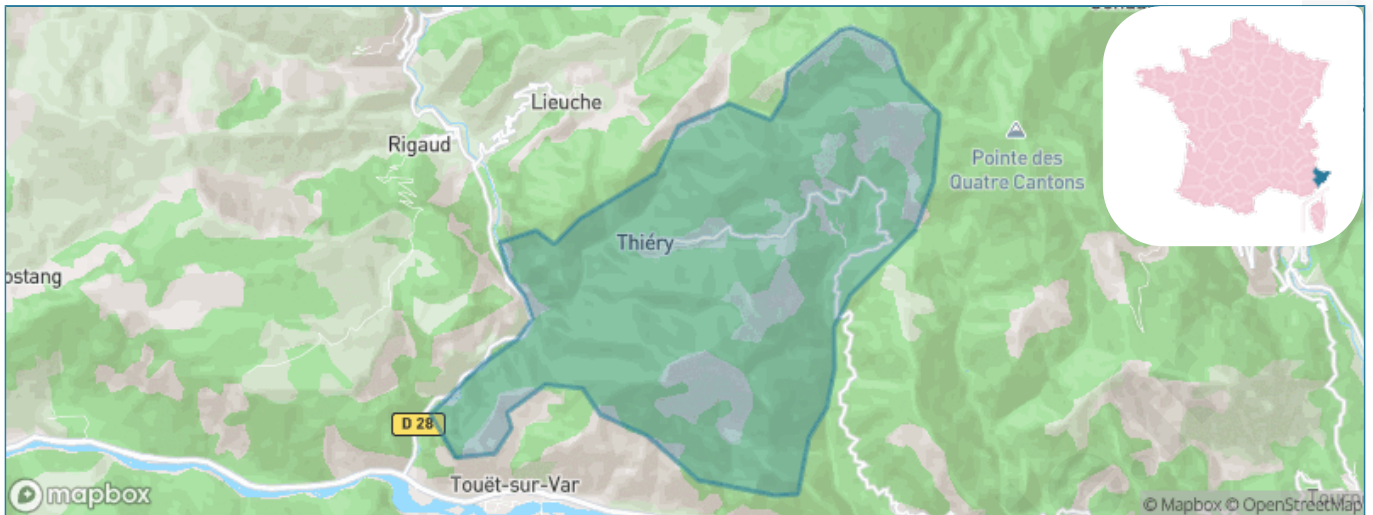 Lieuche
Rigaud
Pointe des
Quatre Cantons
Thiéry
ostang
D 28
Touët-sur-Var
mapbox
© Mapbox © OpenStreetMap